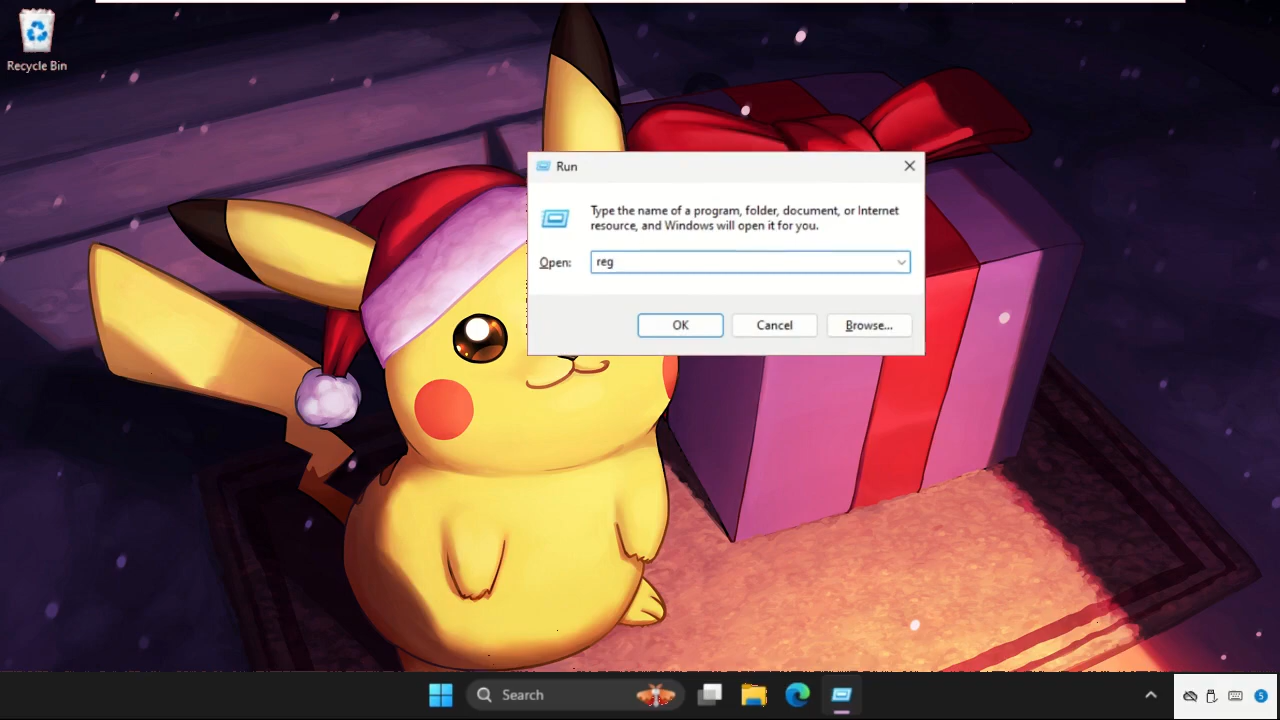 Recycle Bin
Run
Type the name of a program, folder, document, or Internet
resource, and Windows will open it for you.
Open:
reg
OK
Cancel
Browse...
Search
5